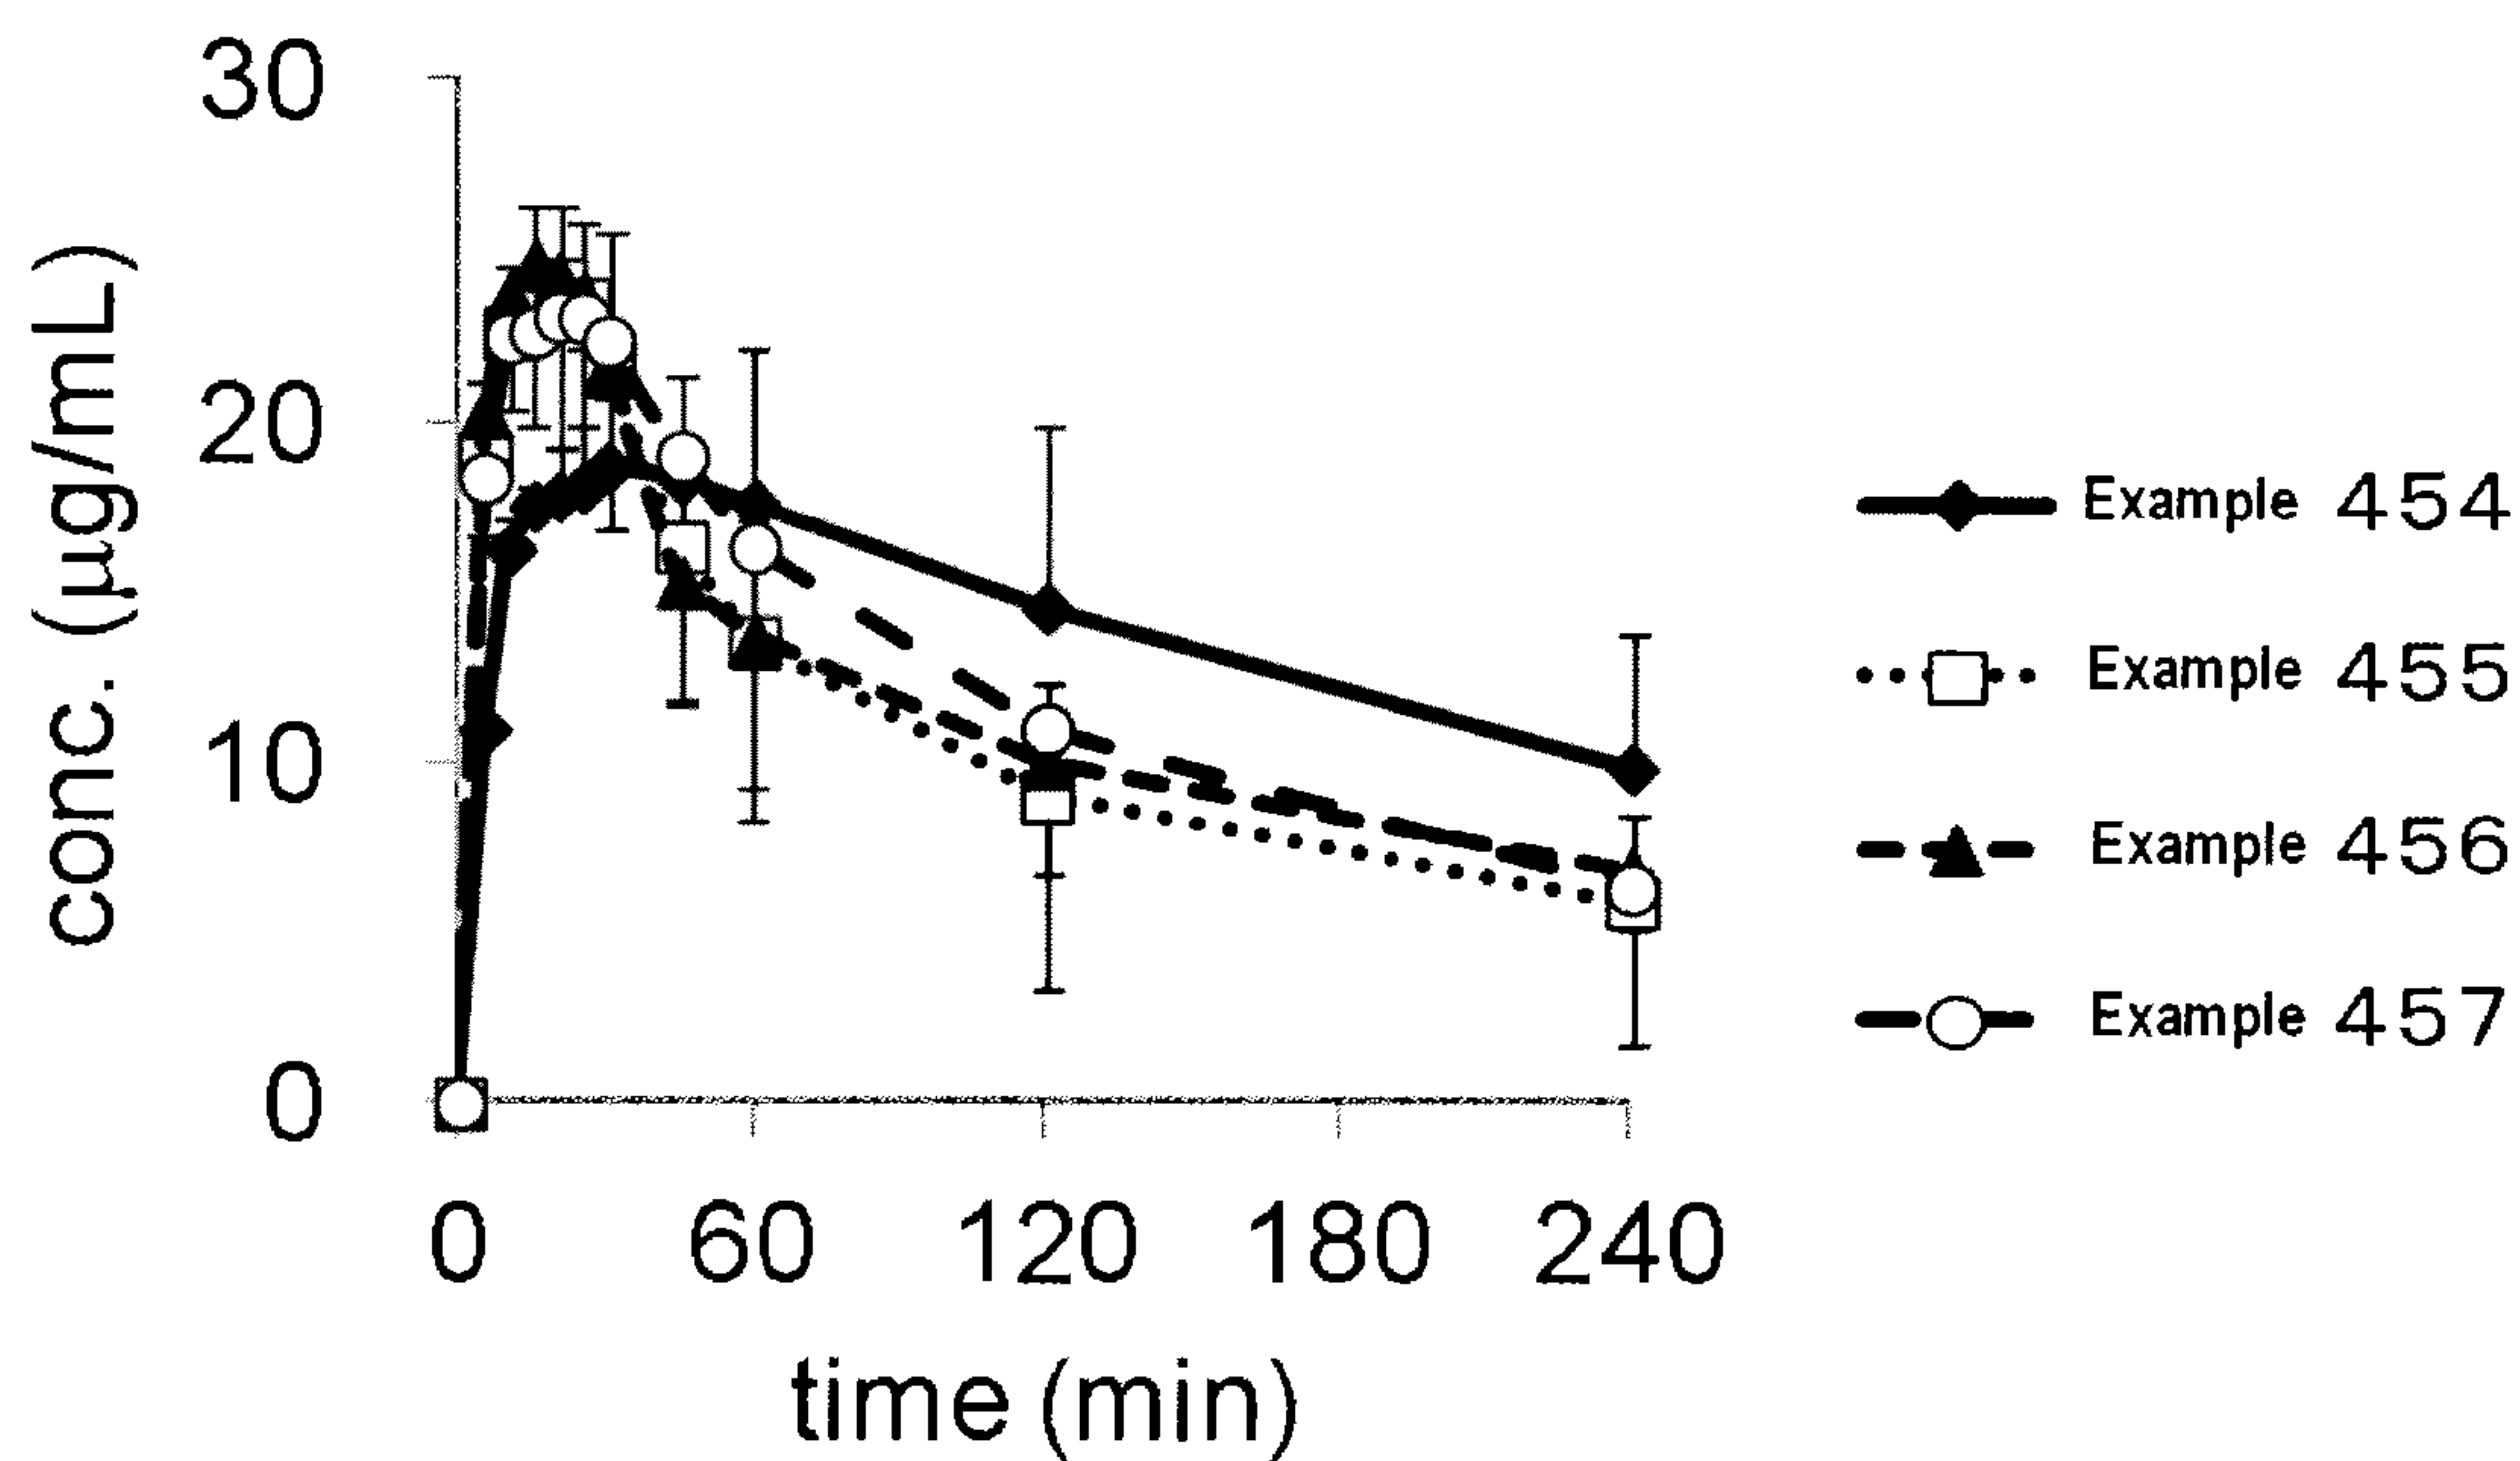 conc. (µg/mL)
30
20
10
0
0 60 120 180 240
time (min)
Example 454
Example 455
Example 456
Example 457